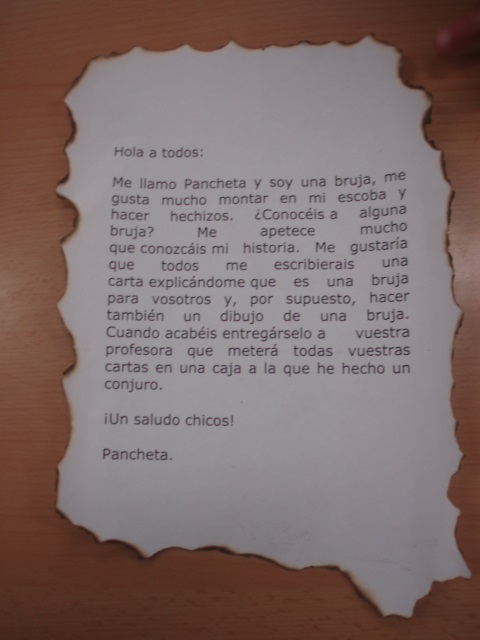 Hola a todos:
Me llamo Pancheta y soy una bruja, me
gusta mucho montar en mi escoba y
hacer hechizos. ¿Conocéis a alguna
bruja? Me apetece mucho
que conozcáis mi historia. Me gustaría
que todos me escribierais una
carta explicándome que es una bruja
para vosotros y, por supuesto, hacer
también un dibujo de una bruja.
Cuando acabéis entregárselo a vuestra
profesora que meterá todas vuestras
cartas en una caja a la que he hecho un
conjuro.
¡Un saludo chicos!
Pancheta.